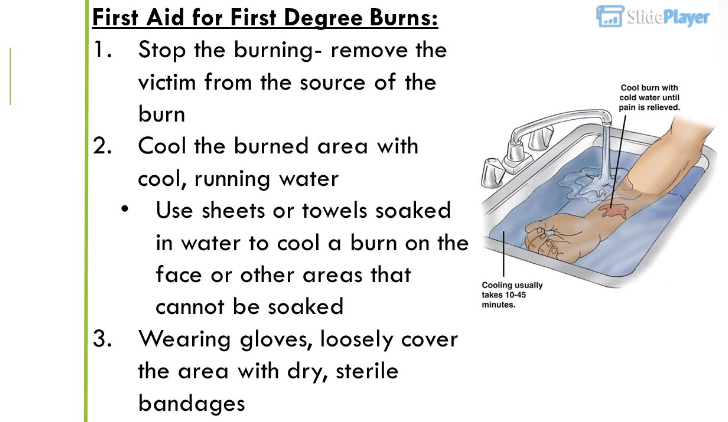 First Aid for First Degree Burns:
1. Stop the burning- remove the
victim from the source of the
burn
2. Cool the burned area with
cool, running water
• Use sheets or towels soaked
in water to cool a burn on the
face or other areas that
cannot be soaked
3. Wearing gloves, loosely cover
the area with dry, sterile
bandages
SlidePlayer
Cool burn with
cold water until
pain is relieved.
Cooling usually
takes 10-45
minutes.